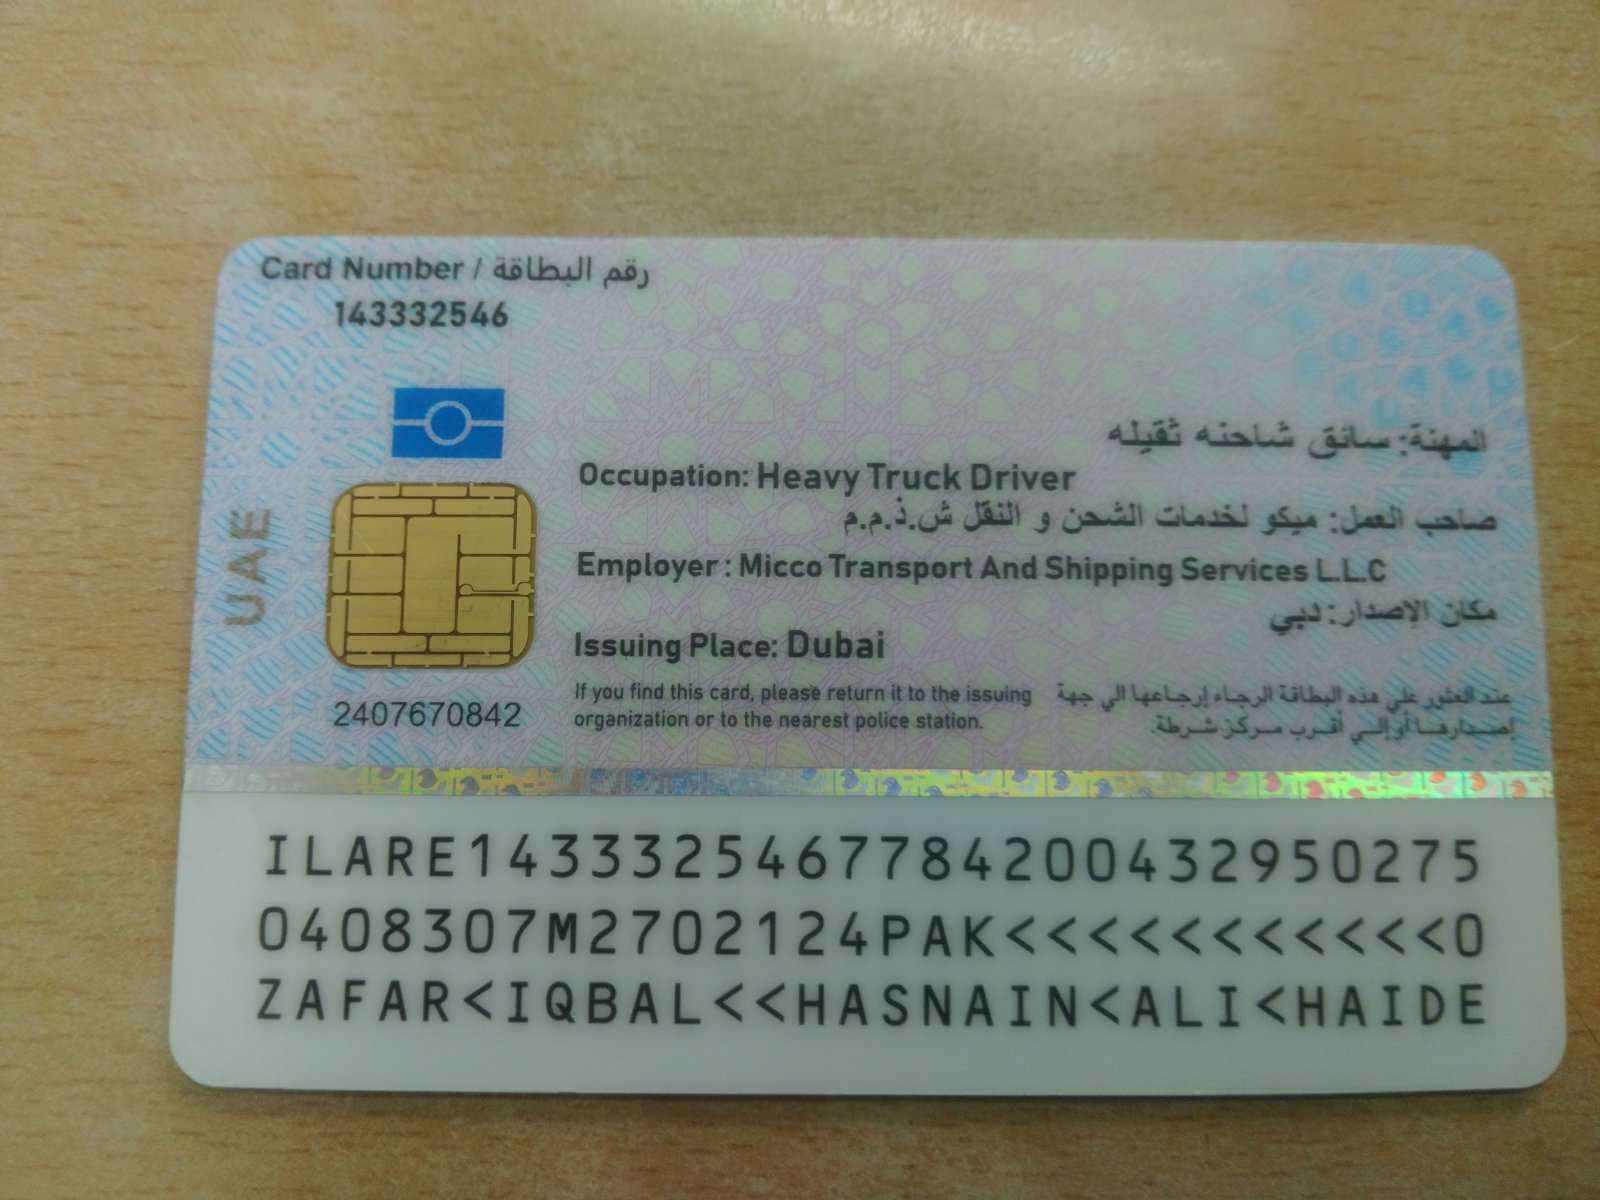 Card Number / رقم البطاقة
143332546
المهنة: سائق شاحنه ثقيله
Occupation: Heavy Truck Driver
صاحب العمل: ميكو لخدمات الشحن و النقل ش.ذ.م.م
Employer : Micco Transport And Shipping Services L.L.C
مكان الإصدار: دبي
Issuing Place: Dubai
UAE
2407670842
If you find this card, please return it to the issuing
organization or to the nearest police station.
عند العثور علي هذه البطاقة الرجاء إرجاعها الي جهة
إصدارها أو إلي أقرب مركز شرطة.
ILARE1433325467784200432950275
0408307M2702124PAK<<<<<<<<<<<0
ZAFAR<IQBAL<<HASNAIN<ALI<HAIDE